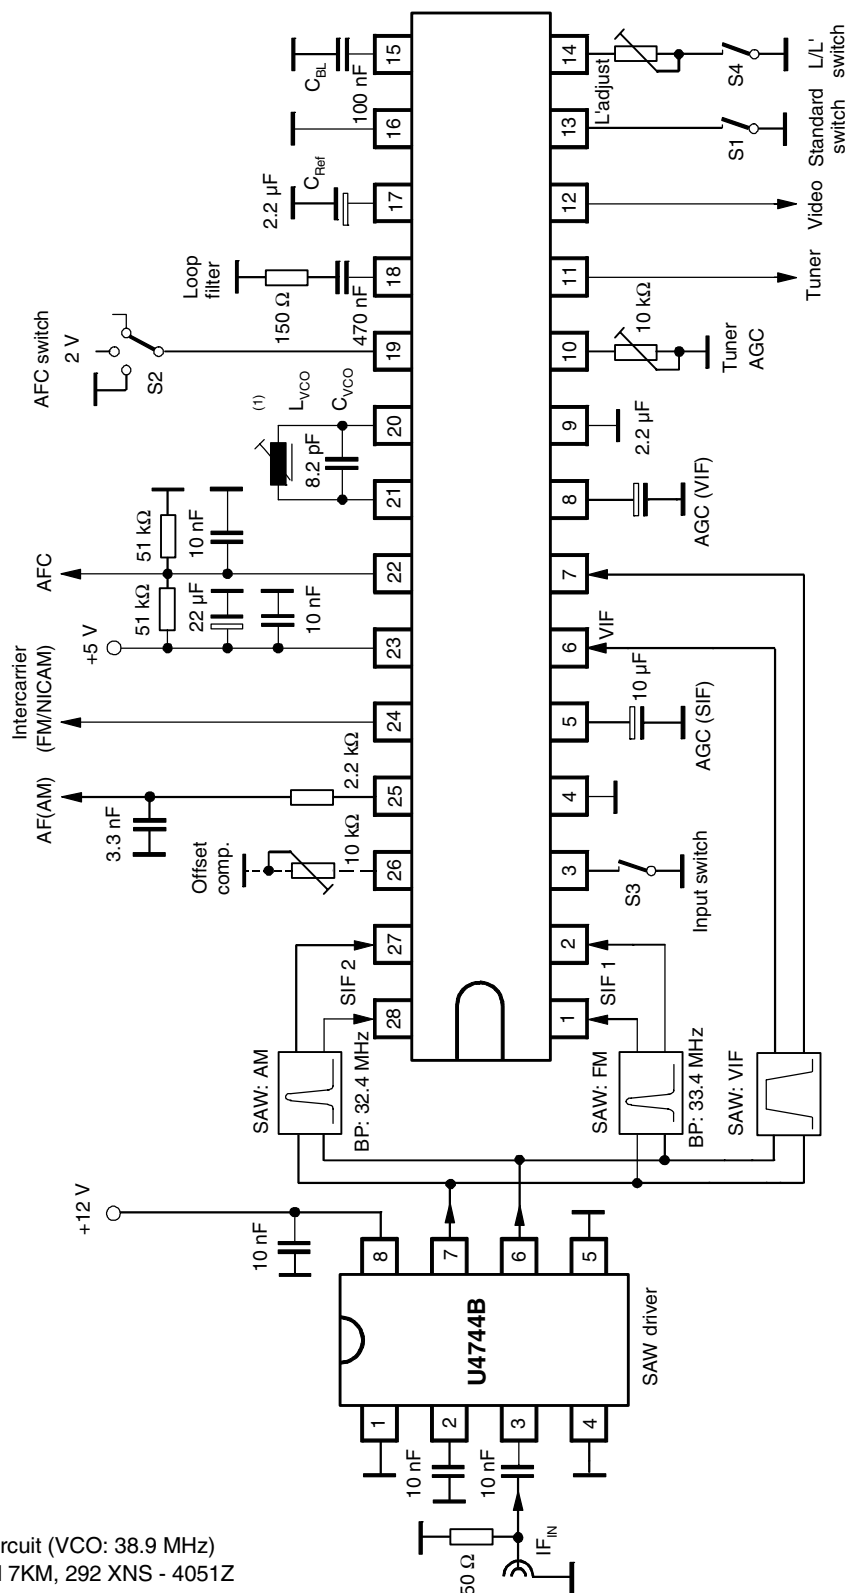 C_BL
100 nF
15
16
2.2 µF
C_Ref
17
Loop
filter
150 Ω
470 nF
18
AFC switch
2 V
S2
19
(1)
L_VCO
C_VCO
8.2 pF
20
21
AFC
51 kΩ
10 nF
22
+5 V
51 kΩ
22 µF
10 nF
23
Intercarrier
(FM/NICAM)
24
AF(AM)
3.3 nF
2.2 kΩ
25
Offset
comp.
10 kΩ
26
27
SIF 2
28
14
L'adjust
S4
L/L'
switch
13
S1
Standard
switch
12
Video
11
Tuner
10
10 kΩ
Tuner
AGC
9
2.2 µF
8
AGC (VIF)
7
6
VIF
5
10 µF
AGC (SIF)
4
3
S3
Input switch
2
SIF 1
1
SAW: AM
BP: 32.4 MHz
SAW: FM
BP: 33.4 MHz
SAW: VIF
+12 V
10 nF
8
7
6
5
U4744B
SAW driver
1
2
3
4
10 nF
10 nF
50 Ω
IF_IN
(VCO: 38.9 MHz)
7KM, 292 XNS - 4051Z